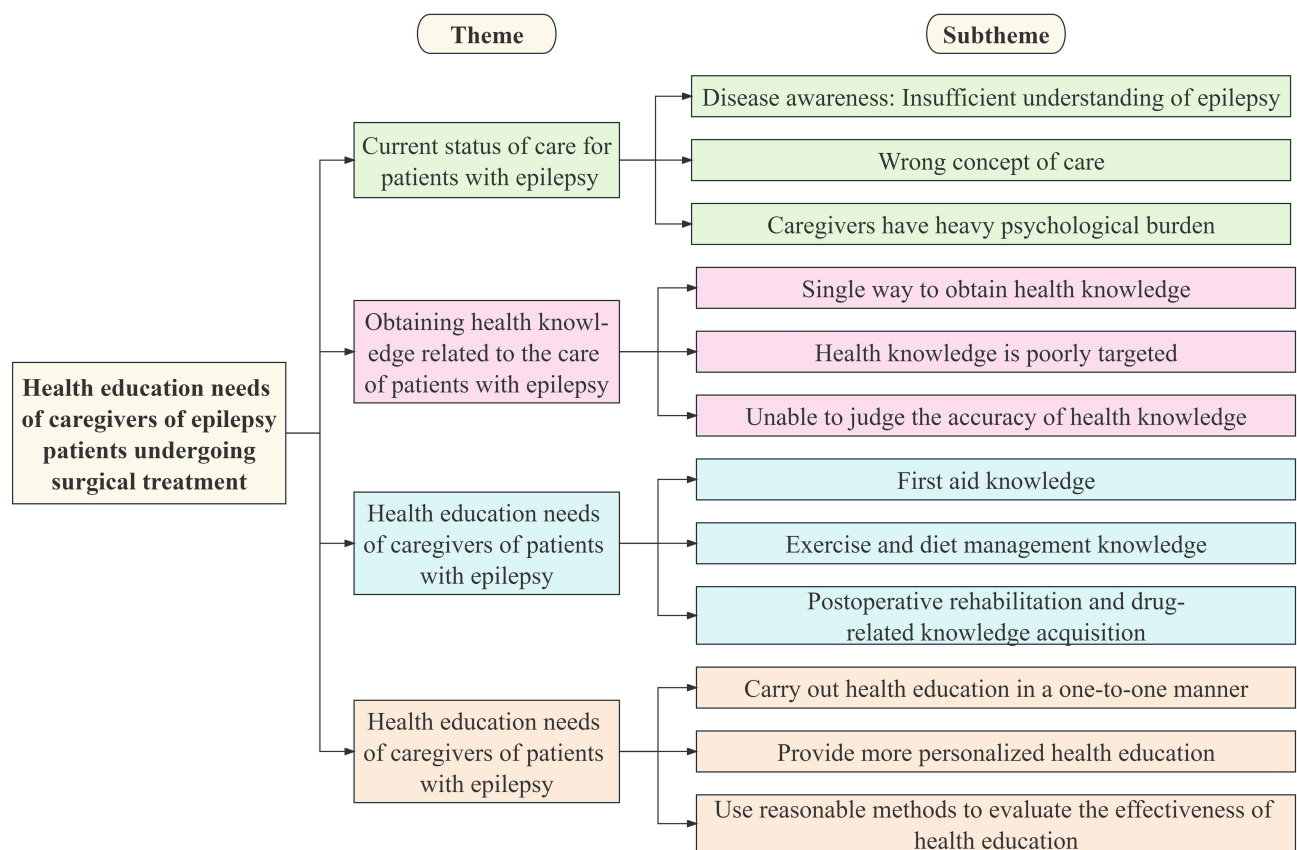 Theme
Subtheme
Health education needs
of caregivers of epilepsy
patients undergoing
surgical treatment
Current status of care for
patients with epilepsy
Disease awareness: Insufficient understanding of epilepsy
Wrong concept of care
Caregivers have heavy psychological burden
Obtaining health knowl-
edge related to the care
of patients with epilepsy
Single way to obtain health knowledge
Health knowledge is poorly targeted
Unable to judge the accuracy of health knowledge
Health education needs
of caregivers of patients
with epilepsy
First aid knowledge
Exercise and diet management knowledge
Postoperative rehabilitation and drug-
related knowledge acquisition
Health education needs
of caregivers of patients
with epilepsy
Carry out health education in a one-to-one manner
Provide more personalized health education
Use reasonable methods to evaluate the effectiveness of
health education